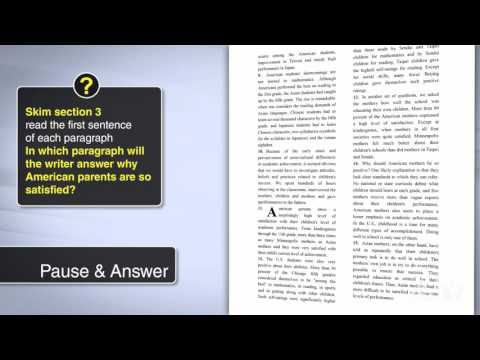 ?
Skim section 3
read the first sentence
of each paragraph
In which paragraph will
the writer answer why
American parents are so
satisfied?
Pause & Answer
among the American students,
improvement in Taiwan and steady high
performance in Japan.
9. American students' shortcomings are
not limited to mathematics. Although
Americans performed the best on reading in
the first grade, the Asian students had caught
up by the fifth grade. The rise is remarkable
when one considers the reading demands of
Asian languages. Chinese students had to
learn several thousand characters by the fifth
grade, and Japanese students had to learn
Chinese characters, two syllabaries (symbols
for the syllables in Japanese) and the roman
alphabet.
10. Because of the early and
pervasiveness of cross-cultural differences
in academic achievement, it seemed obvious
that we would have to investigate attitudes,
beliefs and practices related to children's
success. We spent hundreds of hours
observing in the classrooms, interviewed the
teachers, children and mothers and gave
questionnaires to the fathers.
American parents show a
surprisingly high level of
satisfaction with their children's level of
academic performance. From kindergarten
through the 11th grade, more than three times
as many Minneapolis mothers as Asian
mothers said they were very satisfied with
their child's current level of achievement.
12. The U.S. students were also very
positive about their abilities. More than 30
percent of the Chicago fifth graders
considered themselves to be "among the
best" in mathematics, in reading, in sports
and in getting along with other children.
Such self-ratings were significantly higher
than those made by Sendai and Taipei
children for mathematics and by Sendai
children for reading. Taipei children gave
the highest self-ratings for reading. Except
for social skills, many fewer Beijing
children gave themselves such high
ratings.
13. In another set of questions, we asked
the mothers how well the school was
educating their own children. More than 80
percent of the American mothers expressed
a high level of satisfaction. Except at
kindergarten, when mothers in all four
societies were quite satisfied, Minneapolis
mothers felt much better about their
children's schools than did mothers in Taipei
and Sendai.
14. Why should American mothers be so
positive? One likely explanation is that they
lack clear standards to which they can refer.
No national or state curricula define what
children should learn at each grade, and few
mothers receive more than vague reports
about their children's performance.
American mothers also seem to place a
lower emphasis on academic achievement.
In the U.S., childhood is a time for many
different types of accomplishment. Doing
well in school is only one of them.
15. Asian mothers, on the other hand, have
told us repeatedly that their children's
primary task is to do well in school. The
mothers' own job is to try to do everything
possible to ensure that success. They
regarded education as critical for their
children's future. Thus, Asian mothers find it
more difficult to be satisfied with
levels of performance.